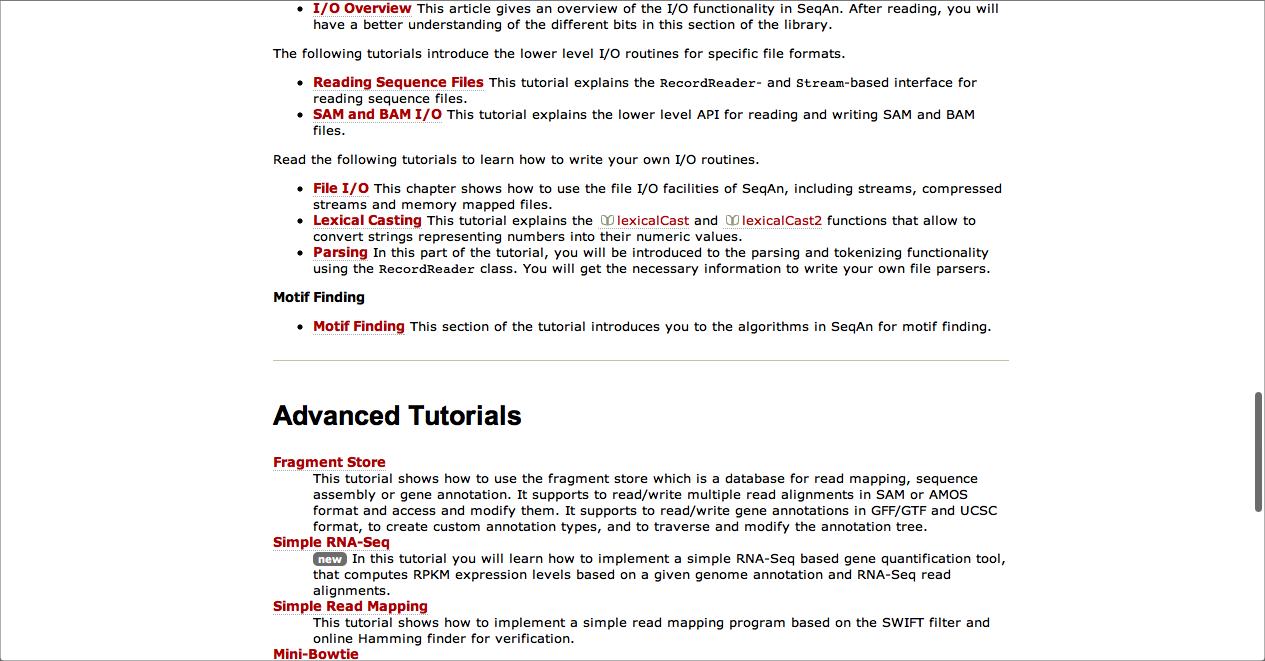 I/O Overview This article gives an overview of the I/O functionality in SeqAn. After reading, you will
have a better understanding of the different bits in this section of the library.
The following tutorials introduce the lower level I/O routines for specific file formats.
Reading Sequence Files This tutorial explains the RecordReader- and Stream-based interface for
reading sequence files.
SAM and BAM I/O This tutorial explains the lower level API for reading and writing SAM and BAM
files.
Read the following tutorials to learn how to write your own I/O routines.
File I/O This chapter shows how to use the file I/O facilities of SeqAn, including streams, compressed
streams and memory mapped files.
Lexical Casting This tutorial explains the lexicalCast and lexicalCast2 functions that allow to
convert strings representing numbers into their numeric values.
Parsing In this part of the tutorial, you will be introduced to the parsing and tokenizing functionality
using the RecordReader class. You will get the necessary information to write your own file parsers.
Motif Finding
Motif Finding This section of the tutorial introduces you to the algorithms in SeqAn for motif finding.
Advanced Tutorials
Fragment Store
This tutorial shows how to use the fragment store which is a database for read mapping, sequence
assembly or gene annotation. It supports to read/write multiple read alignments in SAM or AMOS
format and access and modify them. It supports to read/write gene annotations in GFF/GTF and UCSC
format, to create custom annotation types, and to traverse and modify the annotation tree.
Simple RNA-Seq
new In this tutorial you will learn how to implement a simple RNA-Seq based gene quantification tool,
that computes RPKM expression levels based on a given genome annotation and RNA-Seq read
alignments.
Simple Read Mapping
This tutorial shows how to implement a simple read mapping program based on the SWIFT filter and
online Hamming finder for verification.
Mini-Bowtie